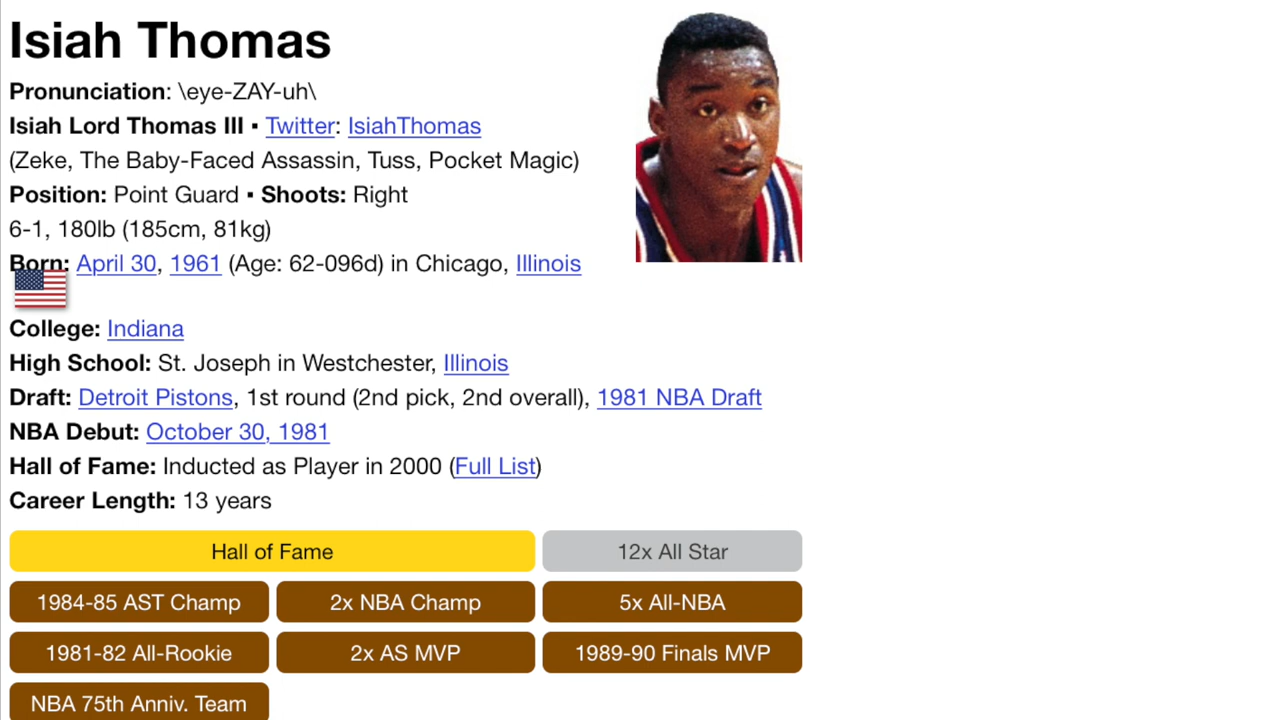 Isiah Thomas
Pronunciation: \eye-ZAY-uh\
Isiah Lord Thomas III ▪ Twitter: IsiahThomas
(Zeke, The Baby-Faced Assassin, Tuss, Pocket Magic)
Position: Point Guard ▪ Shoots: Right
6-1, 180lb (185cm, 81kg)
Born: April 30, 1961 (Age: 62-096d) in Chicago, Illinois
College: Indiana
High School: St. Joseph in Westchester, Illinois
Draft: Detroit Pistons, 1st round (2nd pick, 2nd overall), 1981 NBA Draft
NBA Debut: October 30, 1981
Hall of Fame: Inducted as Player in 2000 (Full List)
Career Length: 13 years
Hall of Fame 12x All Star
1984-85 AST Champ 2x NBA Champ 5x All-NBA
1981-82 All-Rookie 2x AS MVP 1989-90 Finals MVP
NBA 75th Anniv. Team